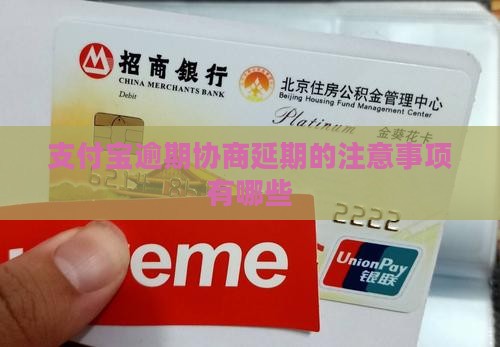 招商银行
CHINA MERCHANTS BANK
Debit
北京住房公积金管理中心
Beijing Housing Fund Management Center
Platinum
金葵花卡
支付宝逾期协商延期的注意事项
有哪些
2222
eme
UnionPay
银联